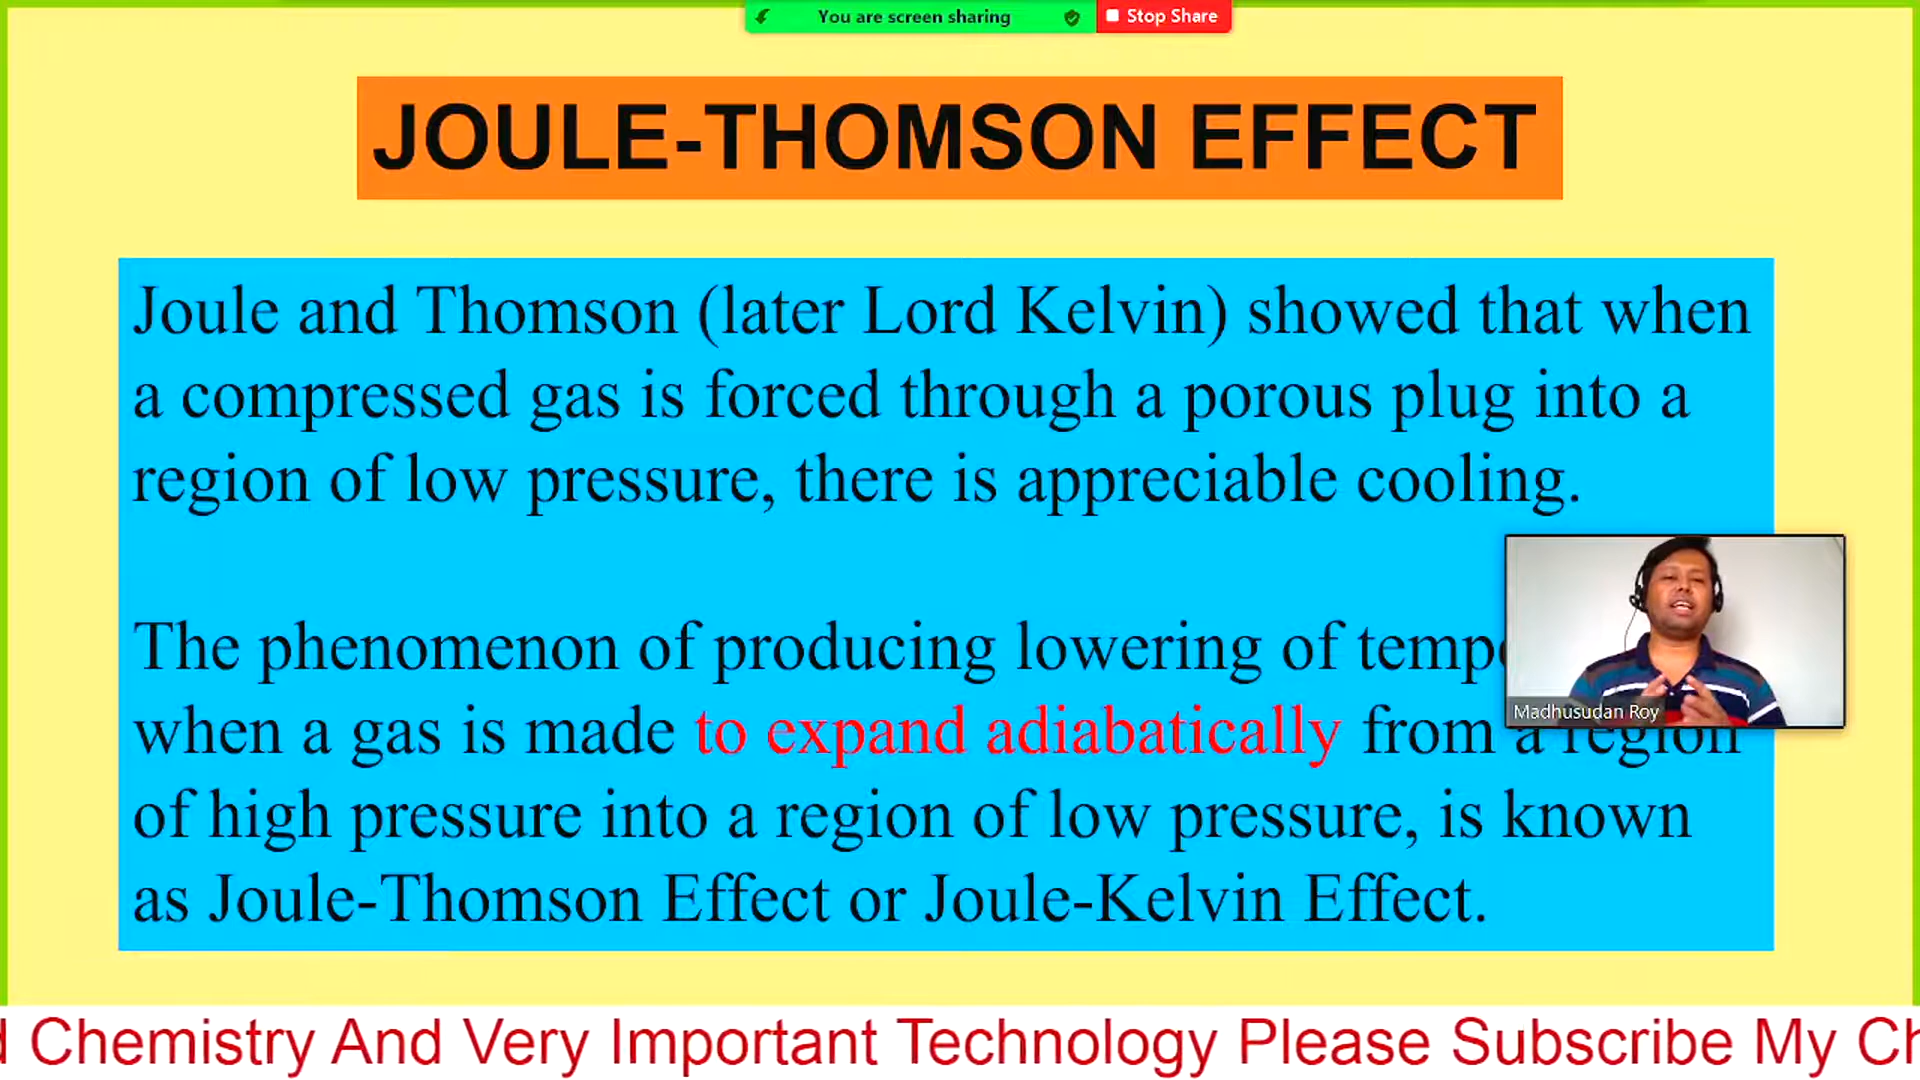 You are screen sharing
Stop Share
JOULE-THOMSON EFFECT
Joule and Thomson (later Lord Kelvin) showed that when
a compressed gas is forced through a porous plug into a
region of low pressure, there is appreciable cooling.
The phenomenon of producing lowering of
when a gas is made to expand adiabatically from a region
of high pressure into a region of low pressure, is known
as Joule-Thomson Effect or Joule-Kelvin Effect.
Madhusudan Roy
Chemistry And Very Important Technology Please Subscribe My